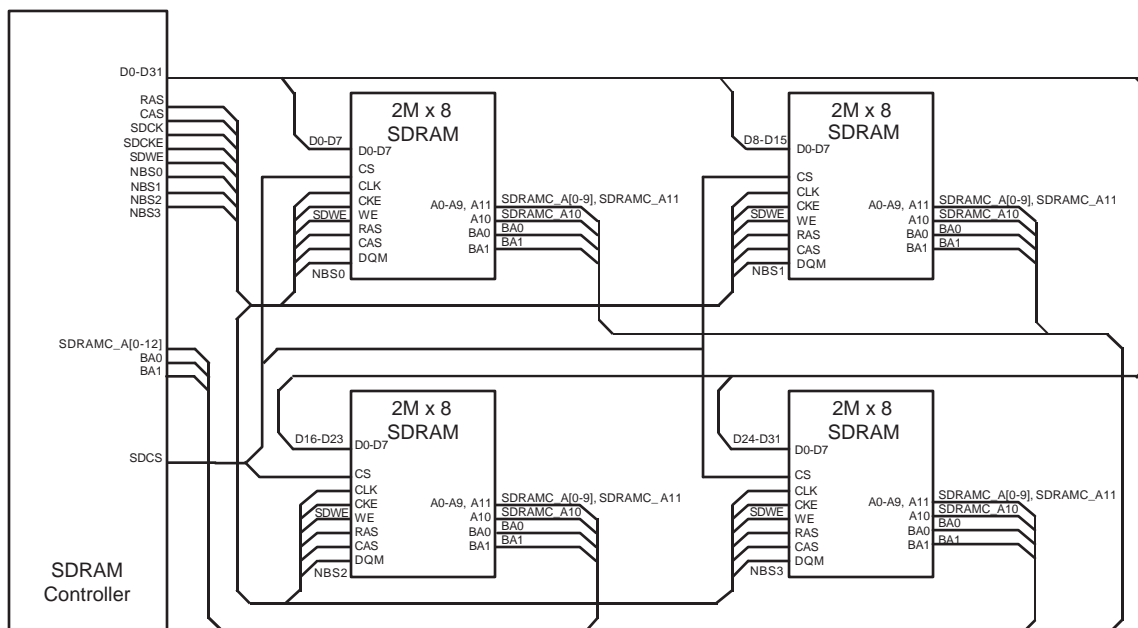 D0-D31
RAS
CAS
SDCK
SDCKE
SDWE
NBS0
NBS1
NBS2
NBS3
SDRAMC_A[0-12]
BA0
BA1
SDCS
SDRAM
Controller
2M x 8
SDRAM
D0-D7
D0-D7
CS
CLK
CKE
SDWE
WE
RAS
CAS
DQM
NBS0
A0-A9, A11
A10
BA0
BA1
SDRAMC_A[0-9], SDRAMC_A11
SDRAMC_A10
BA0
BA1
2M x 8
SDRAM
D8-D15
D0-D7
CS
CLK
CKE
SDWE
WE
RAS
CAS
DQM
NBS1
A0-A9, A11
A10
BA0
BA1
SDRAMC_A[0-9], SDRAMC_A11
SDRAMC_A10
BA0
BA1
2M x 8
SDRAM
D16-D23
D0-D7
CS
CLK
CKE
SDWE
WE
RAS
CAS
DQM
NBS2
A0-A9, A11
A10
BA0
BA1
SDRAMC_A[0-9], SDRAMC_A11
SDRAMC_A10
BA0
BA1
2M x 8
SDRAM
D24-D31
D0-D7
CS
CLK
CKE
SDWE
WE
RAS
CAS
DQM
NBS3
A0-A9, A11
A10
BA0
BA1
SDRAMC_A[0-9], SDRAMC_A11
SDRAMC_A10
BA0
BA1